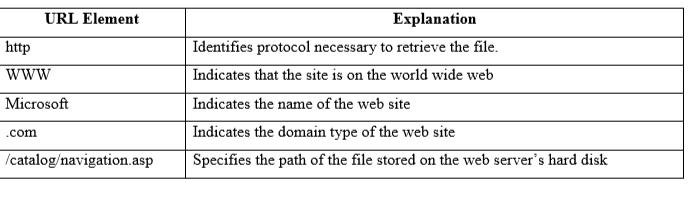 URL Element Explanation
http Identifies protocol necessary to retrieve the file.
WWW Indicates that the site is on the world wide web
Microsoft Indicates the name of the web site
.com Indicates the domain type of the web site
/catalog/navigation.asp Specifies the path of the file stored on the web server’s hard disk